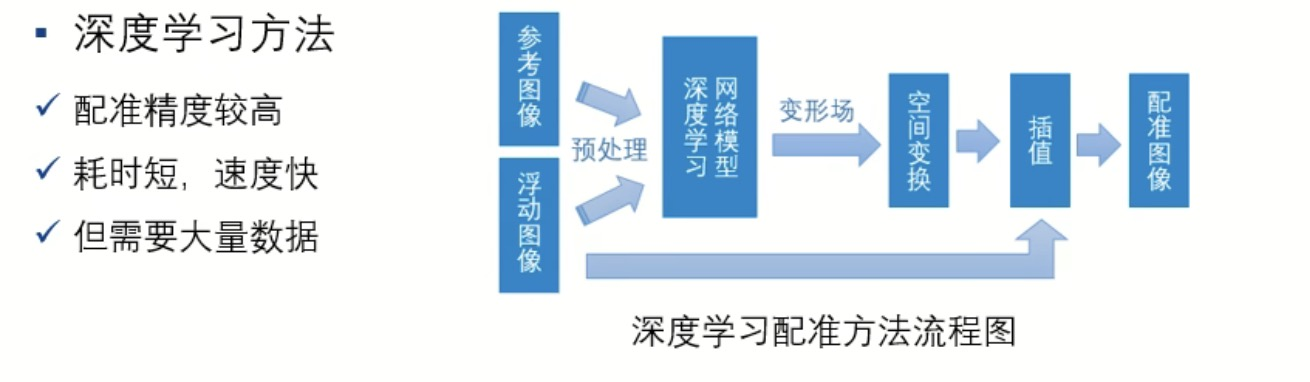 深度学习方法
配准精度较高
耗时短，速度快
但需要大量数据
参考图像
浮动图像
预处理
深度学习
网络模型
变形场
空间变换
插值
配准图像
深度学习配准方法流程图